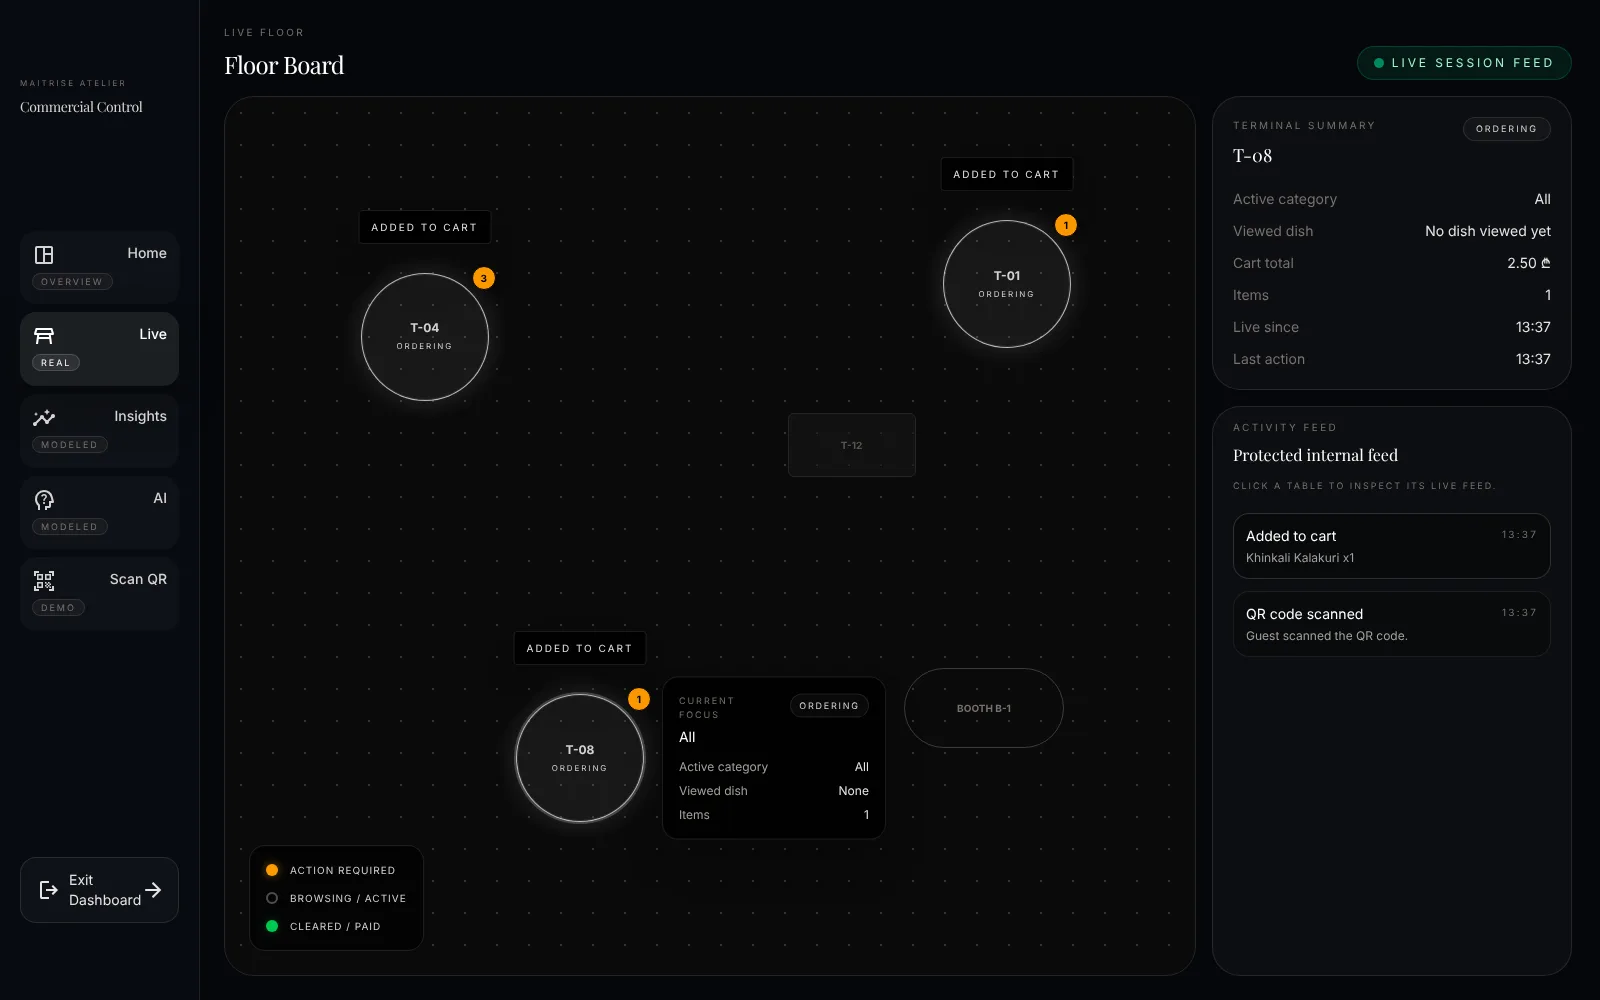 MAITRISE ATELIER
Commercial Control
Home
OVERVIEW
Live
REAL
Insights
MODELED
AI
MODELED
Scan QR
DEMO
Exit
Dashboard
LIVE FLOOR
Floor Board
LIVE SESSION FEED
ADDED TO CART
3
T-04
ORDERING
ADDED TO CART
1
T-01
ORDERING
T-12
ADDED TO CART
1
T-08
ORDERING
CURRENT
FOCUS
ORDERING
All
Active category All
Viewed dish None
Items 1
BOOTH B-1
ACTION REQUIRED
BROWSING / ACTIVE
CLEARED / PAID
TERMINAL SUMMARY
ORDERING
T-08
Active category All
Viewed dish No dish viewed yet
Cart total 2.50 ₾
Items 1
Live since 13:37
Last action 13:37
ACTIVITY FEED
Protected internal feed
CLICK A TABLE TO INSPECT ITS LIVE FEED.
Added to cart 13:37
Khinkali Kalakuri x1
QR code scanned 13:37
Guest scanned the QR code.